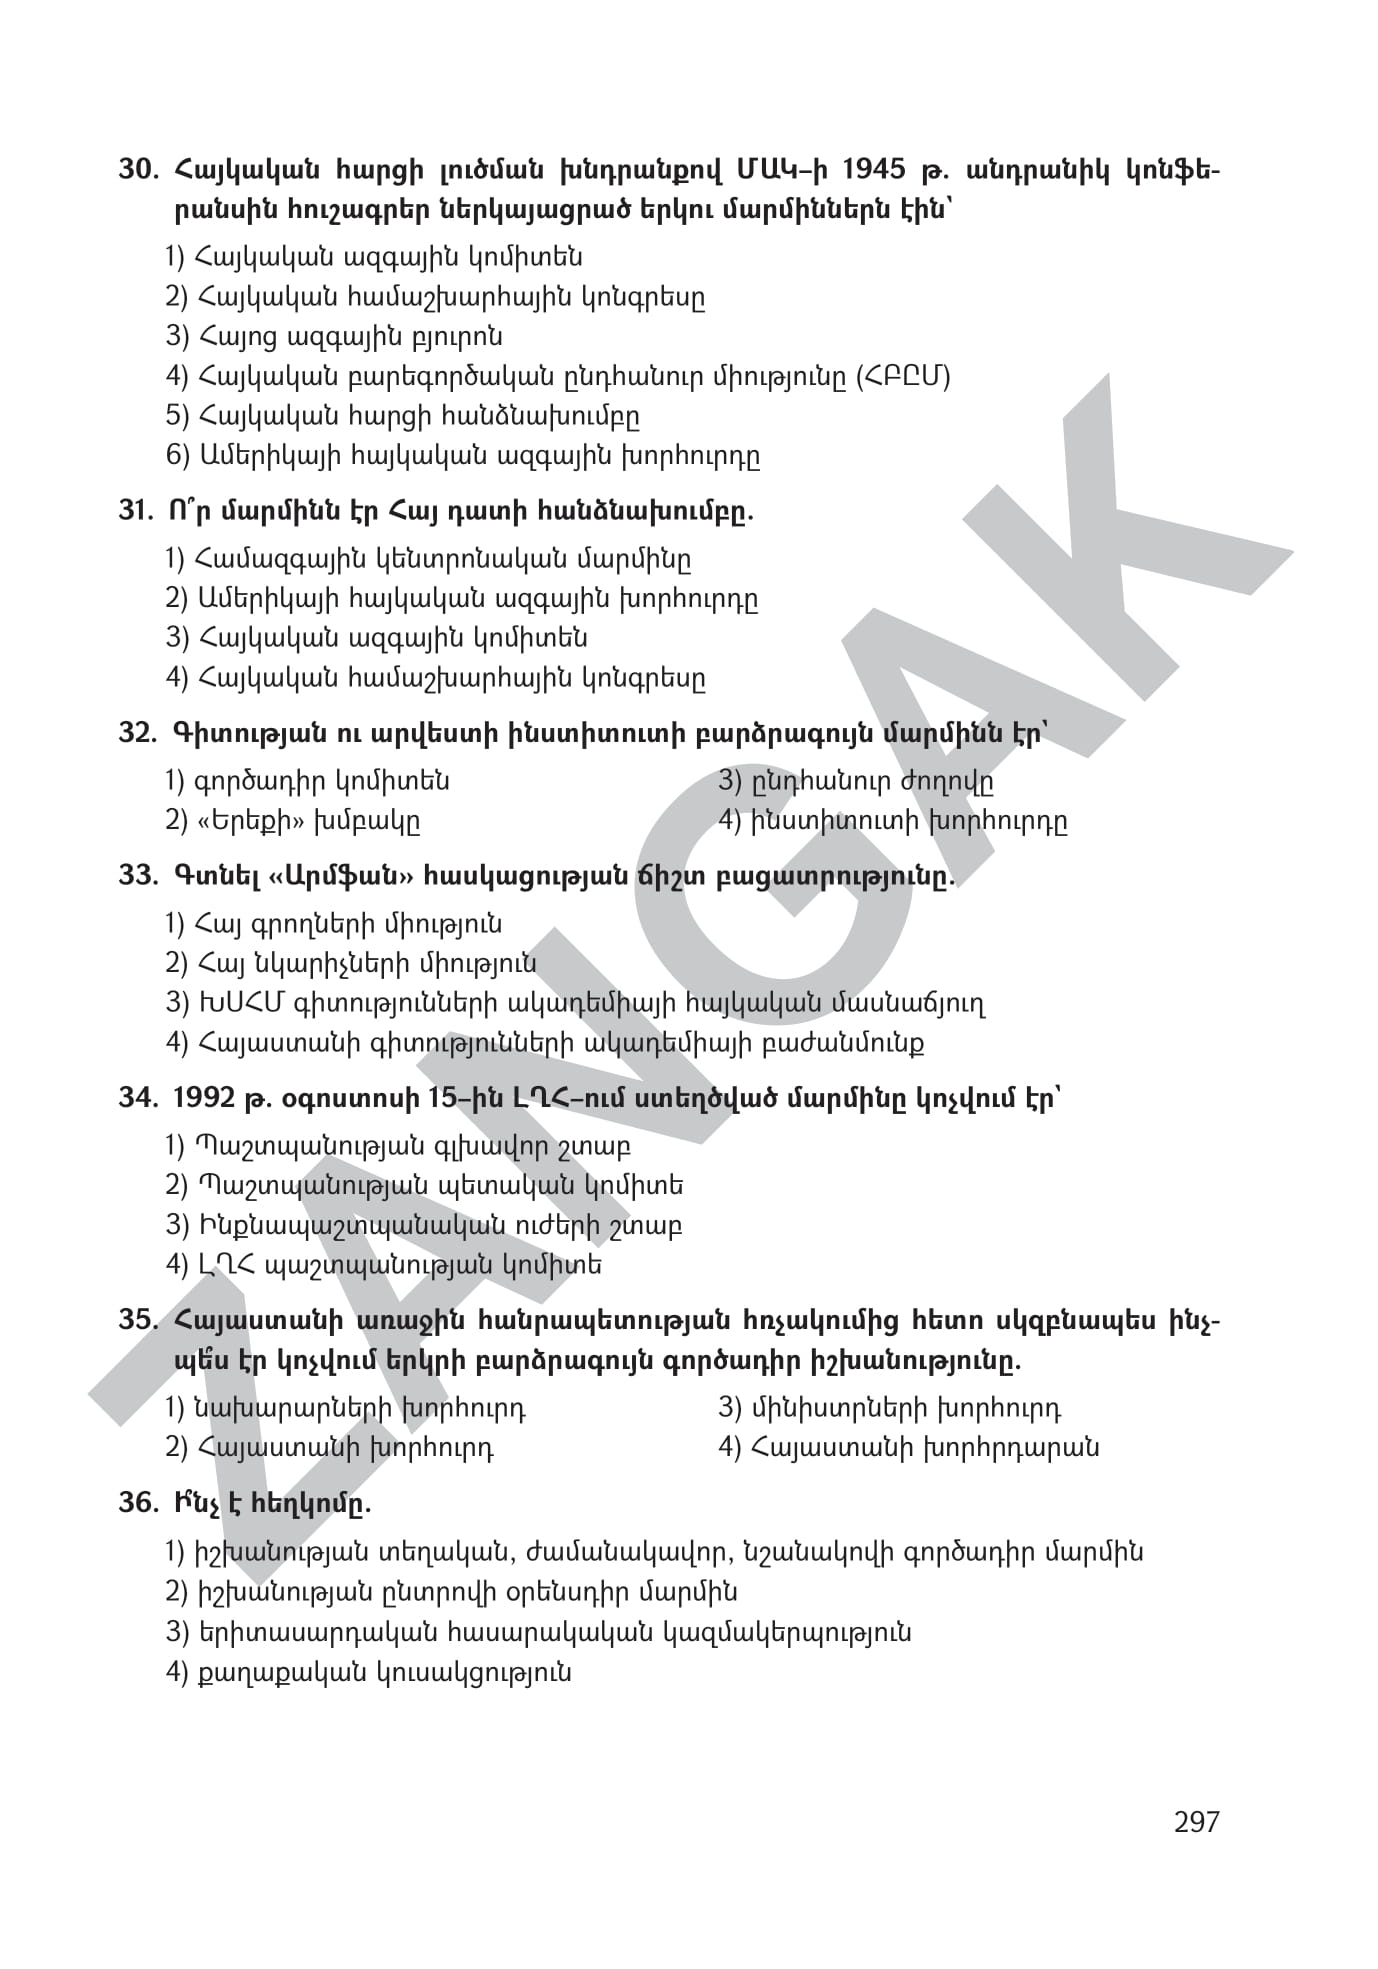 30. Հայկական հարցի լուծման խնդրանքով ՄԱԿ–ի 1945 թ. անդրանիկ կոնֆե-
րանսին հուշագրեր ներկայացրած երկու մարմիններն էին՝
1) Հայկական ազգային կոմիտեն
2) Հայկական համաշխարհային կոնգրեսը
3) Հայոց ազգային բյուրոն
4) Հայկական բարեգործական ընդհանուր միությունը (ՀԲԸՄ)
5) Հայկական հարցի հանձնախումբը
6) Ամերիկայի հայկական ազգային խորհուրդը
31. Ո՞ր մարմինն էր Հայ դատի հանձնախումբը.
1) Համազգային կենտրոնական մարմինը
2) Ամերիկայի հայկական ազգային խորհուրդը
3) Հայկական ազգային կոմիտեն
4) Հայկական համաշխարհային կոնգրեսը
32. Գիտության ու արվեստի ինստիտուտի բարձրագույն մարմինն էր՝
1) գործադիր կոմիտեն
2) «Երեքի» խմբակը
3) ընդհանուր ժողովը
4) ինստիտուտի խորհուրդը
33. Գտնել «Արմֆան» հասկացության ճիշտ բացատրությունը.
1) Հայ գրողների միություն
2) Հայ նկարիչների միություն
3) ԽՍՀՄ գիտությունների ակադեմիայի հայկական մասնաճյուղ
4) Հայաստանի գիտությունների ակադեմիայի բաժանմունք
34. 1992 թ. օգոստոսի 15–ին ԼՂՀ–ում ստեղծված մարմինը կոչվում էր՝
1) Պաշտպանության գլխավոր շտաբ
2) Պաշտպանության պետական կոմիտե
3) Ինքնապաշտպանական ուժերի շտաբ
4) ԼՂՀ պաշտպանության կոմիտե
35. Հայաստանի առաջին հանրապետության հռչակումից հետո սկզբնապես ինչ-
պե՞ս էր կոչվում երկրի բարձրագույն գործադիր իշխանությունը.
1) նախարարների խորհուրդ
2) Հայաստանի խորհուրդ
3) մինիստրների խորհուրդ
4) Հայաստանի խորհրդարան
36. Ի՞նչ է հեղկոմը.
1) իշխանության տեղական, ժամանակավոր, նշանակովի գործադիր մարմին
2) իշխանության ընտրովի օրենսդիր մարմին
3) երիտասարդական հասարակական կազմակերպություն
4) քաղաքական կուսակցություն
297
ZANGAK